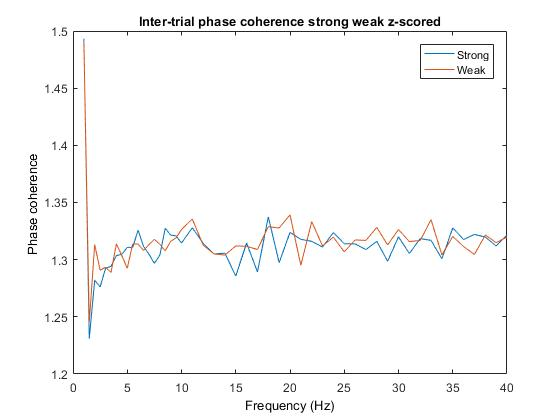 Inter-trial phase coherence strong weak z-scored
Strong
Weak
1.5
1.45
1.4
1.35
1.3
1.25
1.2
Phase coherence
0 5 10 15 20 25 30 35 40
Frequency (Hz)